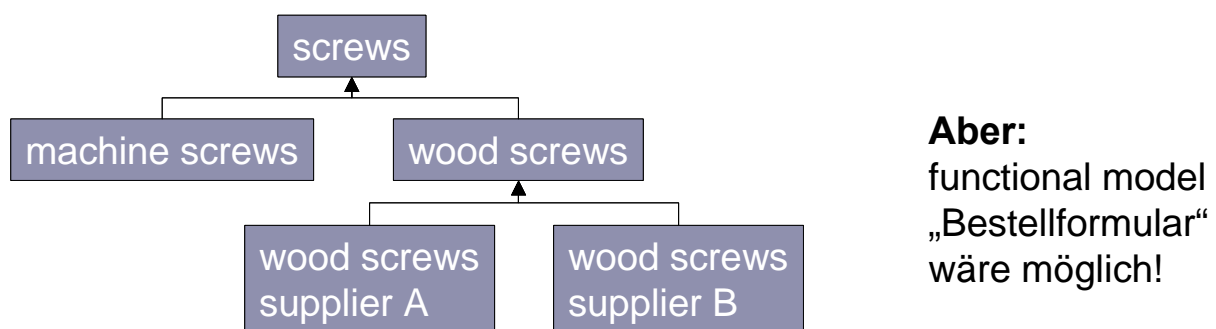 screws
machine screws
wood screws
wood screws
supplier A
wood screws
supplier B
Aber:
functional model
„Bestellformular“
wäre möglich!